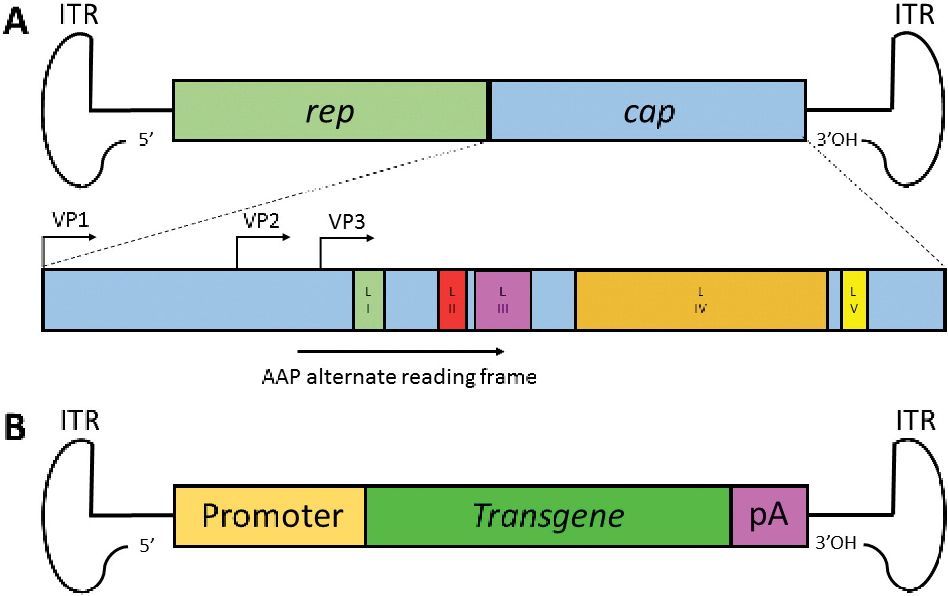 A
ITR
ITR
rep
cap
5’
3’OH
VP1
VP2
VP3
L
I
L
II
L
III
L
IV
L
V
AAP alternate reading frame
B
ITR
ITR
Promoter
Transgene
pA
5’
3’OH